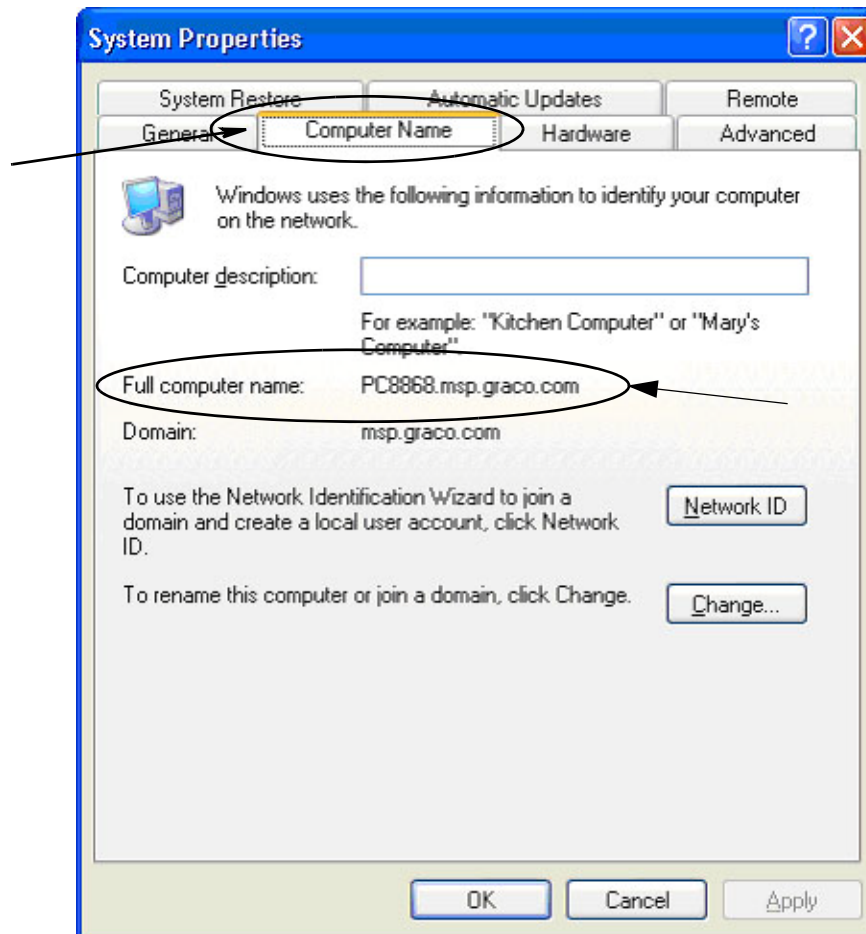 System Properties
System Restore Automatic Updates Remote
General Computer Name Hardware Advanced
Windows uses the following information to identify your computer
on the network.
Computer description:
For example: "Kitchen Computer" or "Mary's
Computer".
Full computer name: PC8868.msp.graco.com
Domain: msp.graco.com
To use the Network Identification Wizard to join a
domain and create a local user account, click Network
ID.
Network ID
To rename this computer or join a domain, click Change.
Change...
OK Cancel Apply